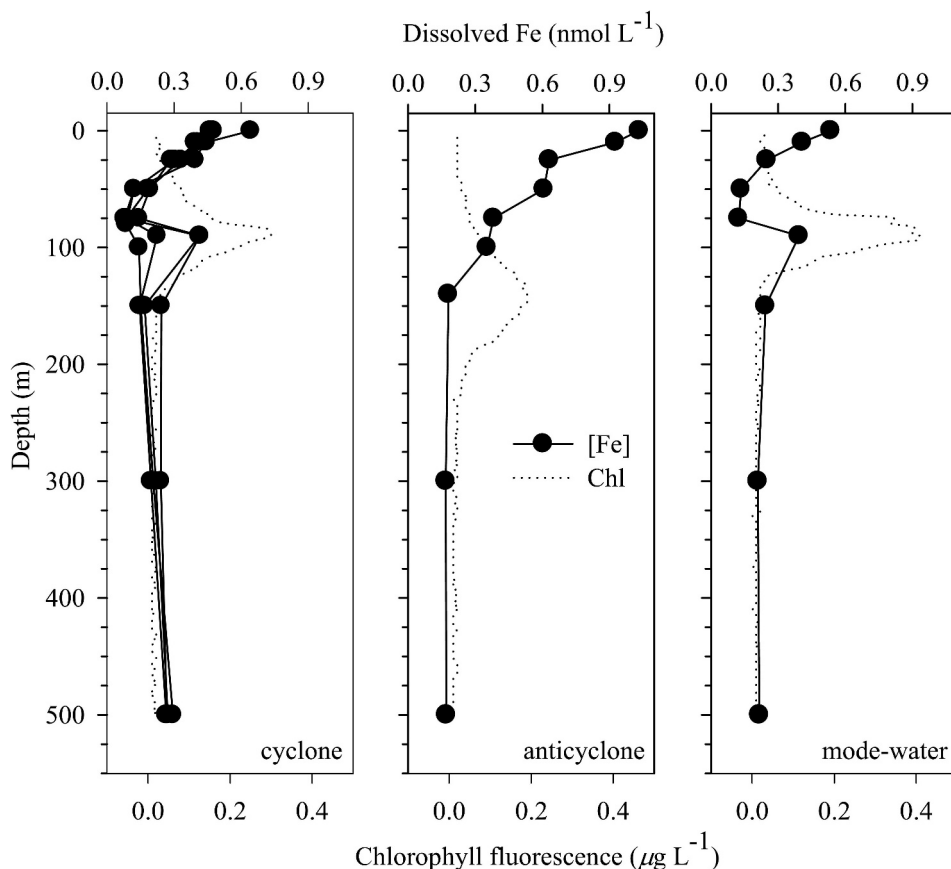 Dissolved Fe (nmol L-1)
0.0 0.3 0.6 0.9 0.0 0.3 0.6 0.9 0.0 0.3 0.6 0.9
0
100
200
300
400
500
Depth (m)
[Fe]
Chl
cyclone anticyclone mode-water
0.0 0.2 0.4 0.0 0.2 0.4 0.0 0.2 0.4
Chlorophyll fluorescence (μg L-1)